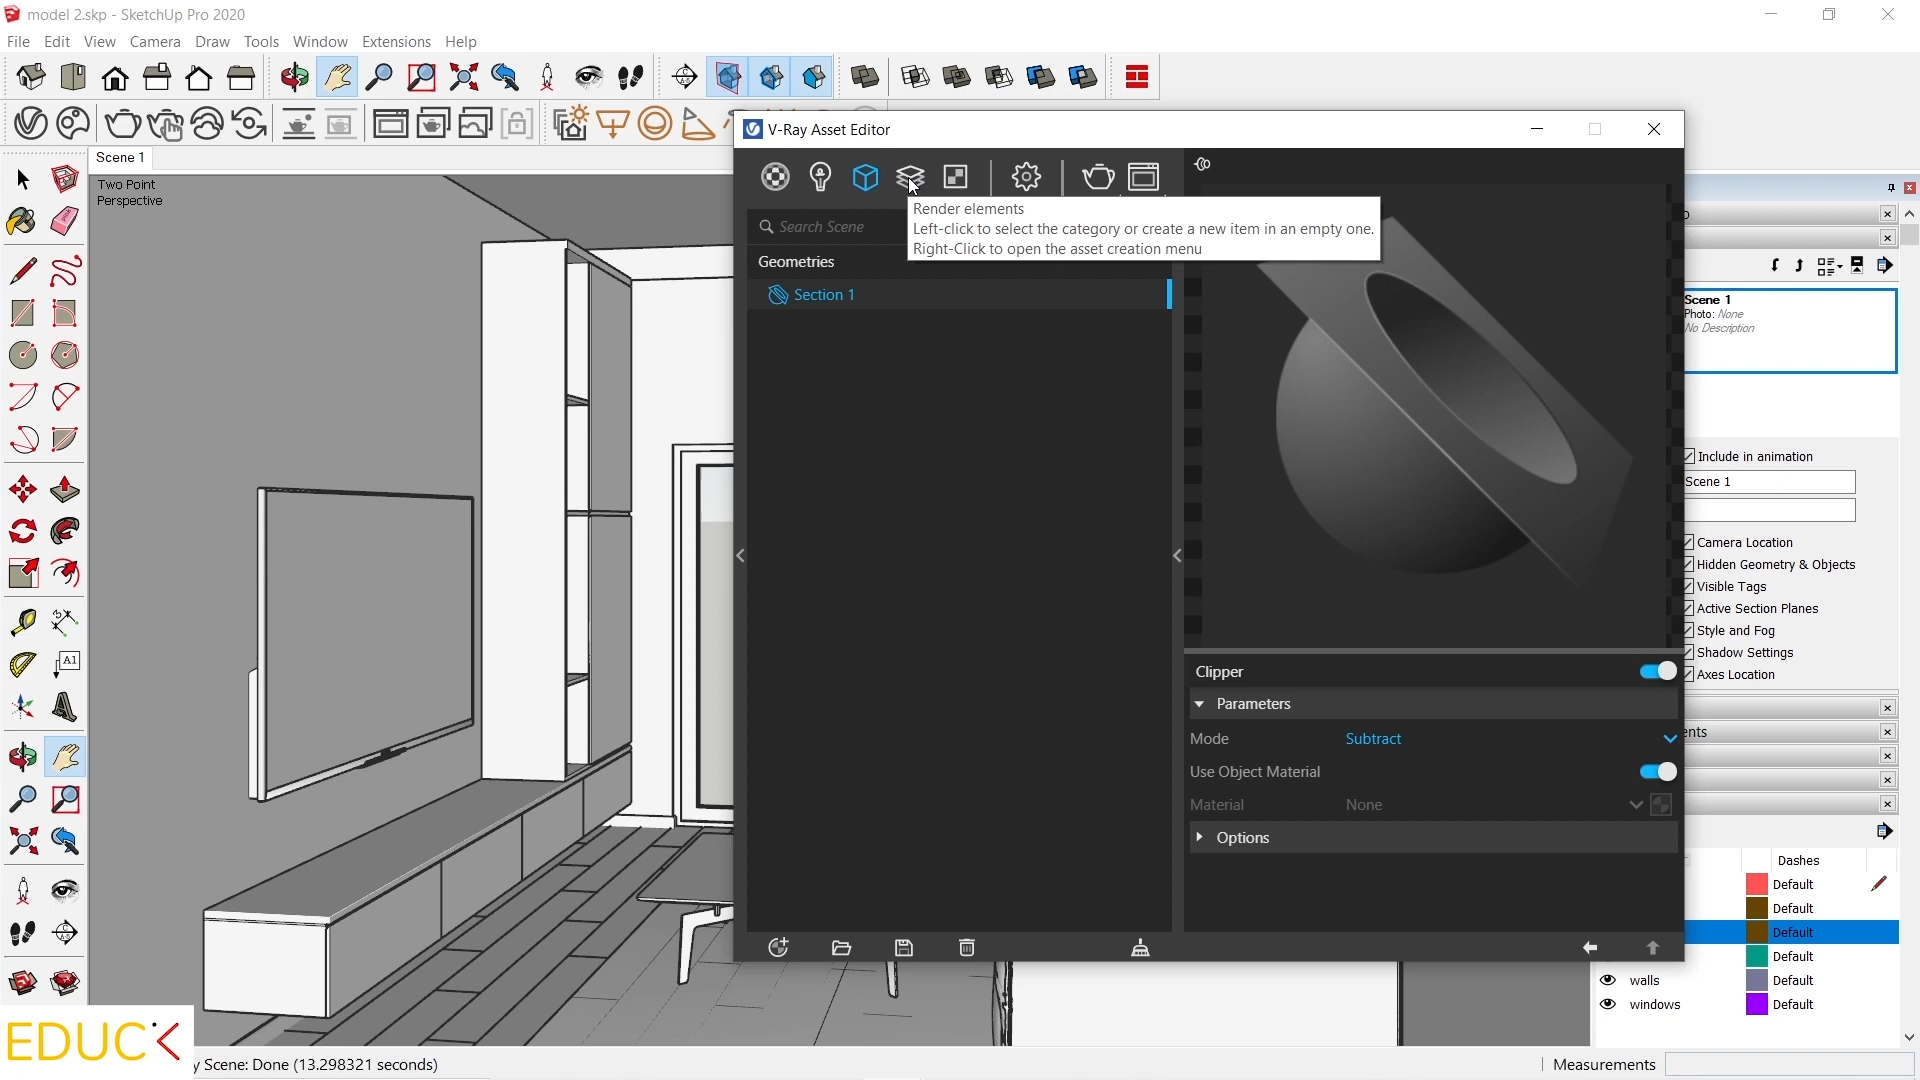 model 2.skp - SketchUp Pro 2020
File Edit View Camera Draw Tools Window Extensions Help
Scene 1
Two Point
Perspective
V-Ray Asset Editor
Search Scene
Render elements
Left-click to select the category or create a new item in an empty one.
Right-Click to open the asset creation menu
Geometries
Section 1
Clipper
Parameters
Mode Subtract
Use Object Material
Material None
Options
Scene 1
Photo: None
No Description
Include in animation
Scene 1
Camera Location
Hidden Geometry & Objects
Visible Tags
Active Section Planes
Style and Fog
Shadow Settings
Axes Location
ents
Dashes
Default
Default
Default
Default
walls Default
windows Default
A1
EDUC
y Scene: Done (13.298321 seconds)
Measurements